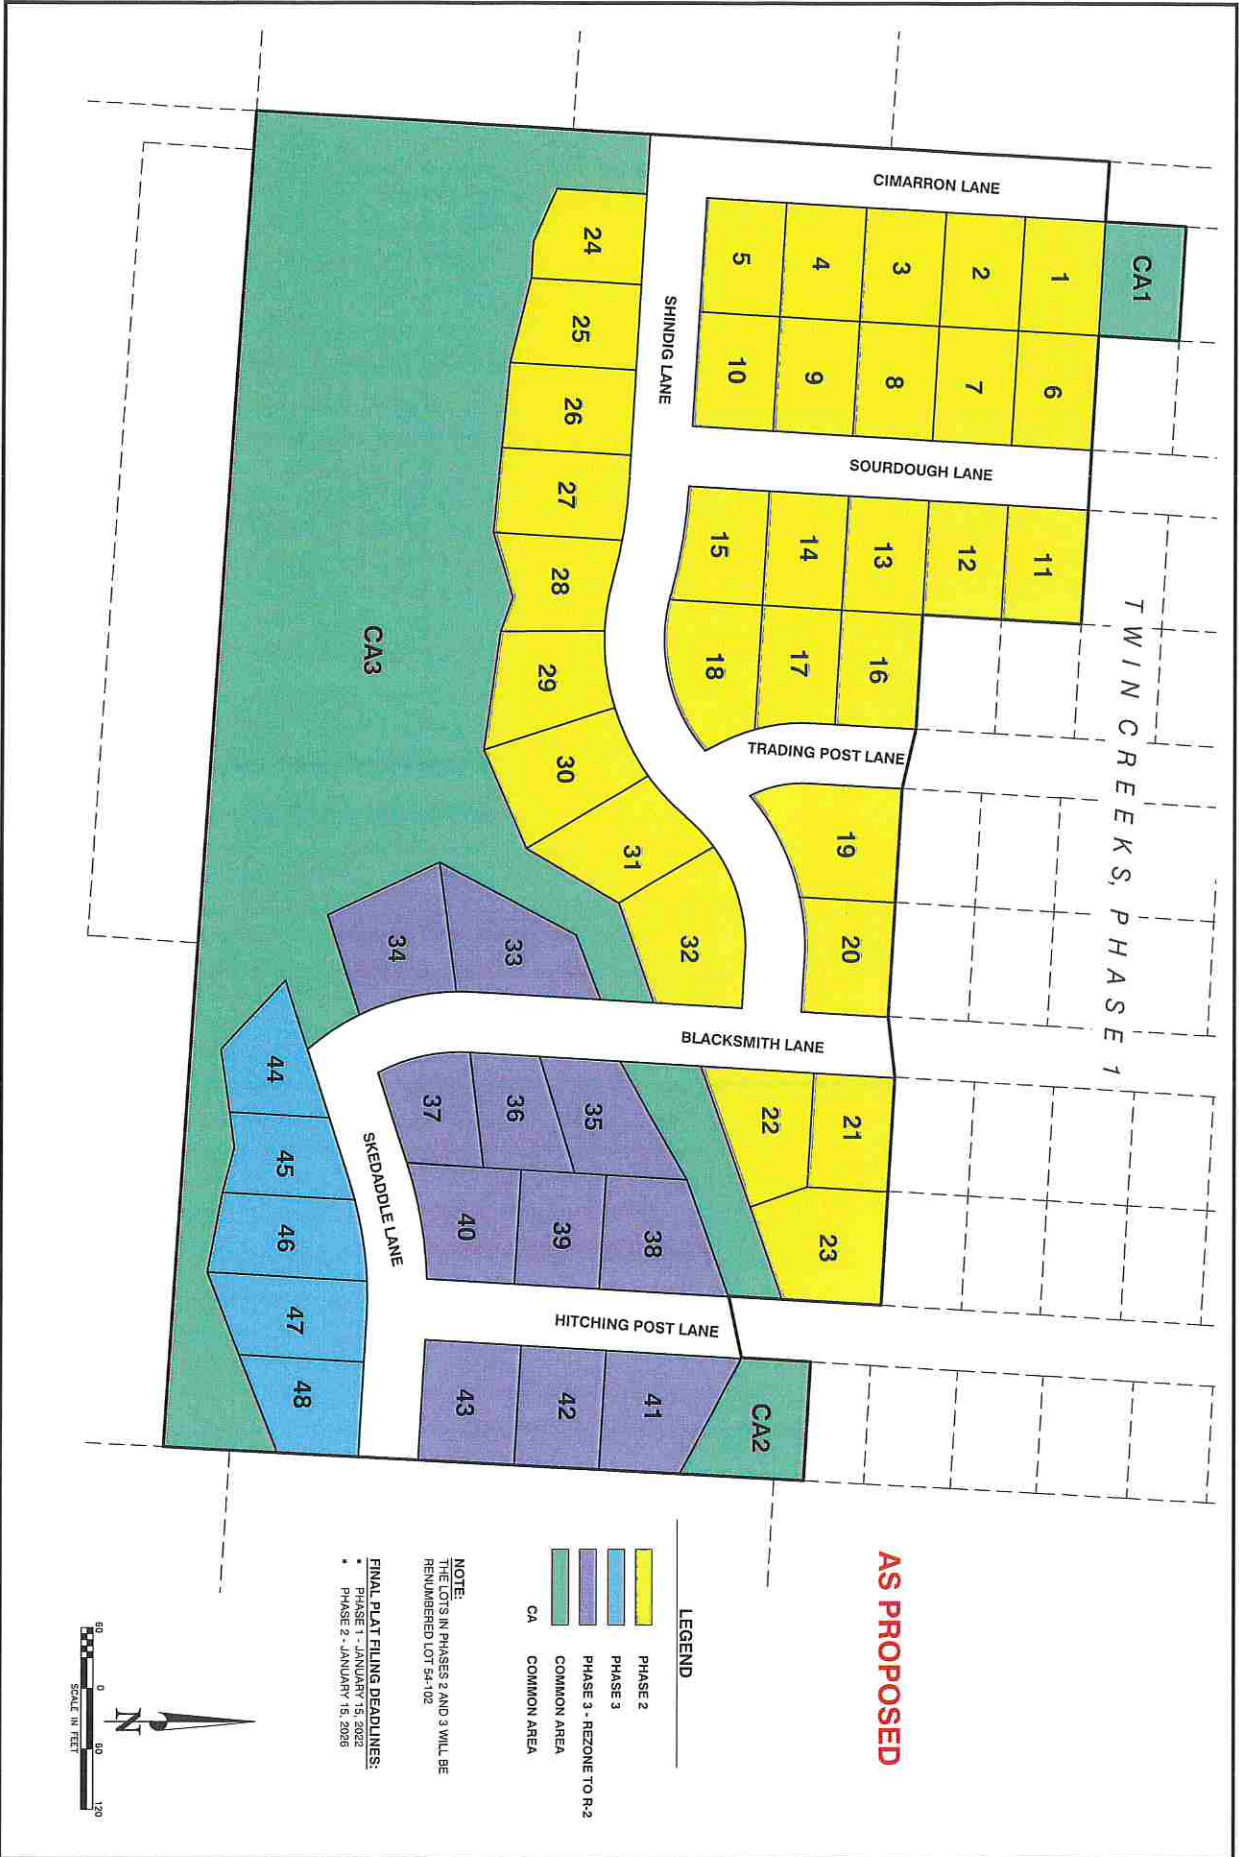 AS PROPOSED
TWIN CREEKS, PHASE 1
CIMARRON LANE
SOURDOUGH LANE
TRADING POST LANE
BLACKSMITH LANE
HITCHING POST LANE
SHINDIG LANE
SKEDADDLE LANE
CA1
1
2
3
4
5
6
7
8
9
10
11
12
13
14
15
16
17
18
19
20
21
22
23
24
25
26
27
28
29
30
31
32
33
34
35
36
37
38
39
40
41
42
43
44
45
46
47
48
CA2
CA3
LEGEND
PHASE 2
PHASE 3
PHASE 3 - REZONE TO R-2
COMMON AREA
CA COMMON AREA
NOTE:
THE LOTS IN PHASES 2 AND 3 WILL BE
RENUMBERED LOT 54-102
FINAL PLAT FILING DEADLINES:
• PHASE 1 - JANUARY 15, 2022
• PHASE 2 - JANUARY 15, 2026
N
60 0 60 120
SCALE IN FEET